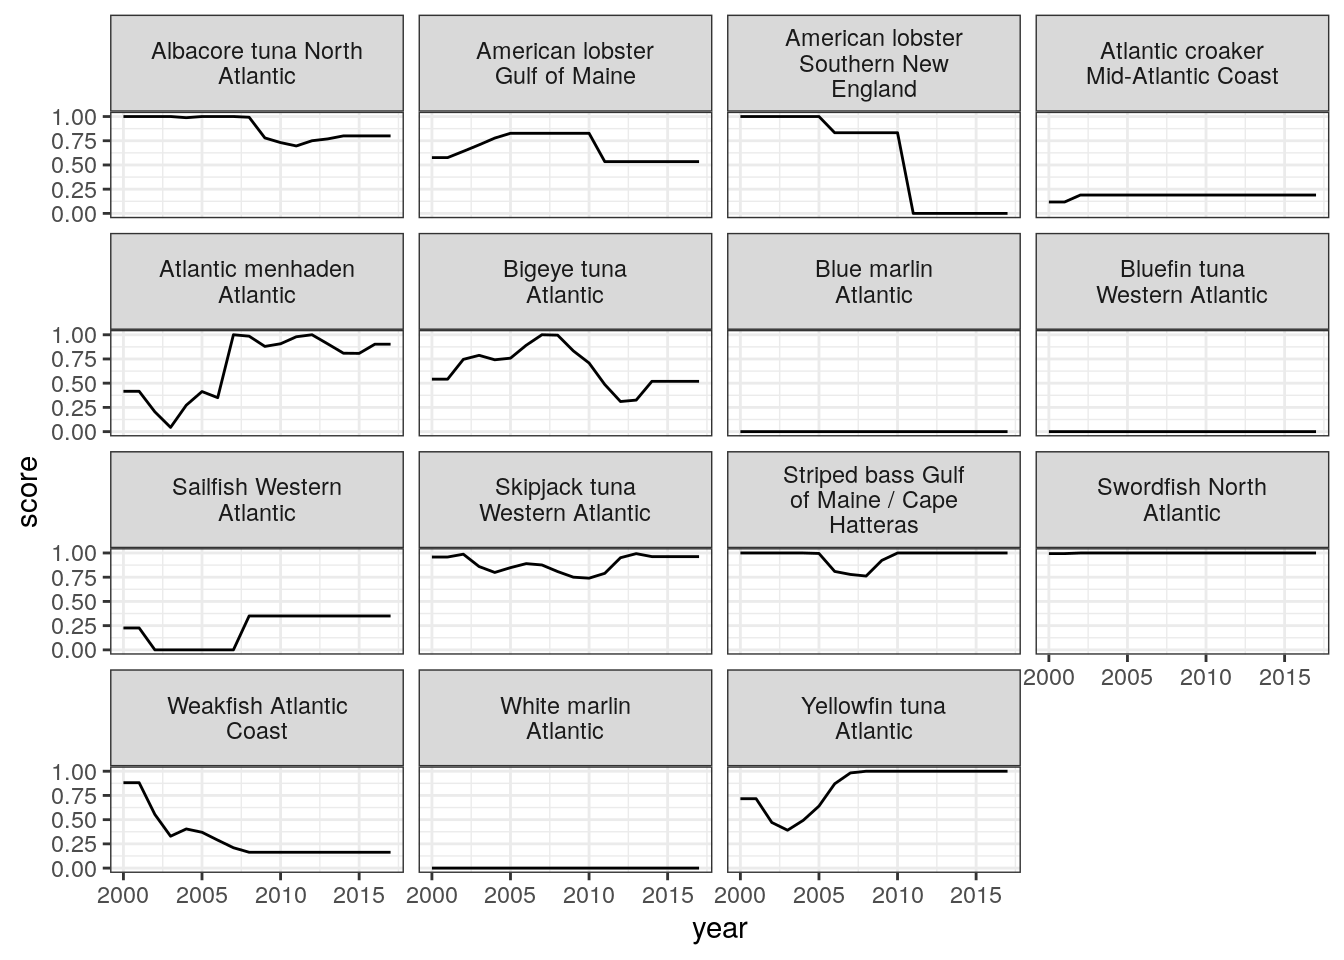 Albacore tuna North
Atlantic
American lobster
Gulf of Maine
American lobster
Southern New
England
Atlantic croaker
Mid-Atlantic Coast
1.00
0.75
0.50
0.25
0.00
Atlantic menhaden
Atlantic
Bigeye tuna
Atlantic
Blue marlin
Atlantic
Bluefin tuna
Western Atlantic
1.00
0.75
0.50
0.25
0.00
score
Sailfish Western
Atlantic
Skipjack tuna
Western Atlantic
Striped bass Gulf
of Maine / Cape
Hatteras
Swordfish North
Atlantic
1.00
0.75
0.50
0.25
0.00
2000 2005 2010 2015
Weakfish Atlantic
Coast
White marlin
Atlantic
Yellowfin tuna
Atlantic
1.00
0.75
0.50
0.25
0.00
2000 2005 2010 2015 2000 2005 2010 2015 2000 2005 2010 2015
year